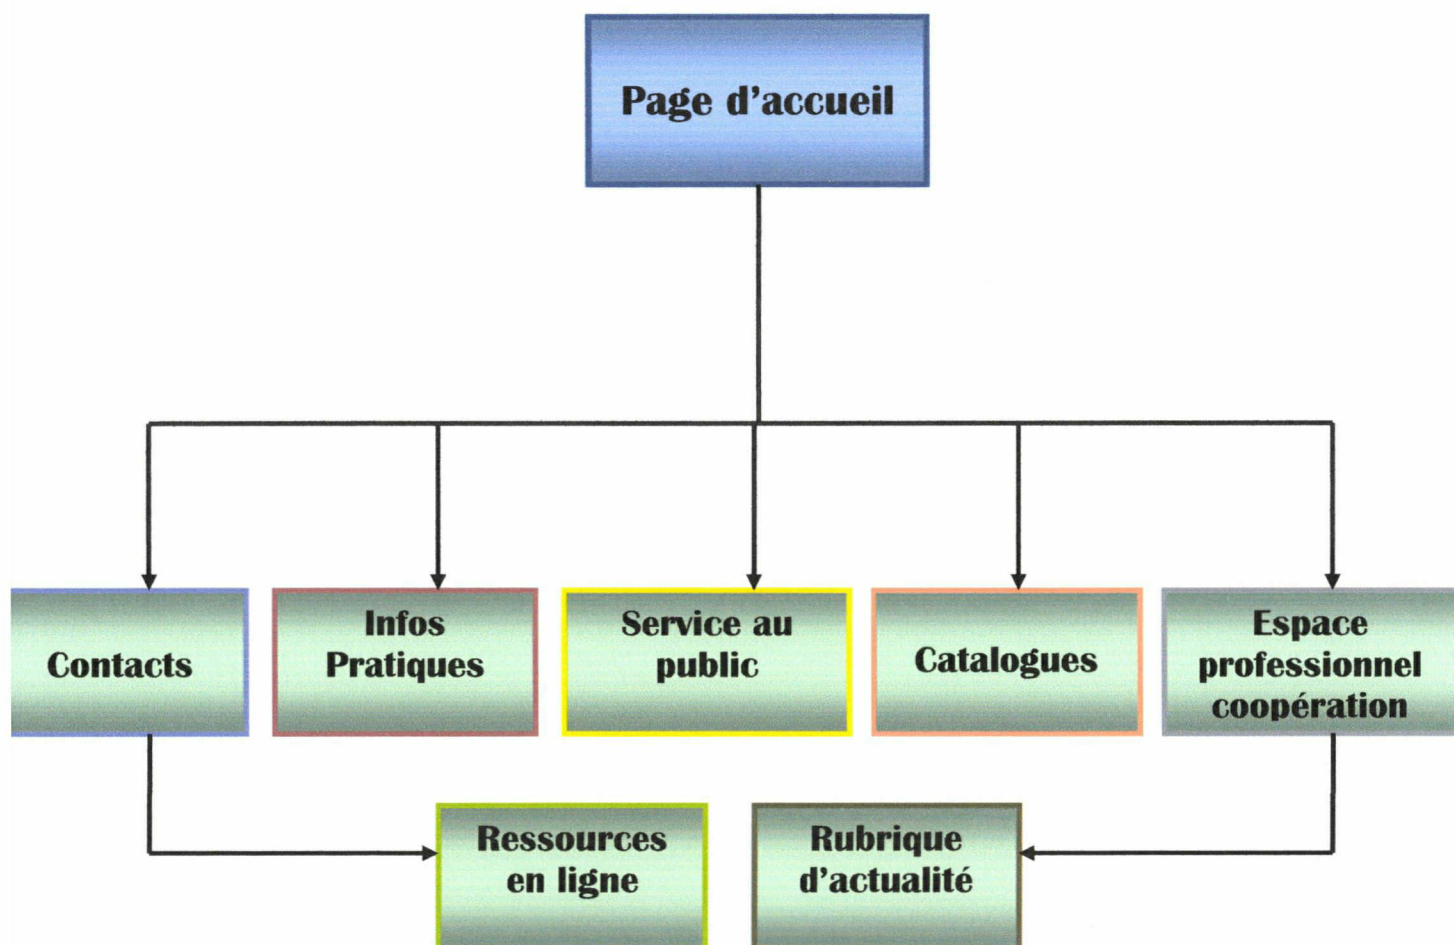 Page d'accueil
Contacts
Infos
Pratiques
Service au
public
Catalogues
Espace
professionnel
coopération
Ressources
en ligne
Rubrique
d'actualité